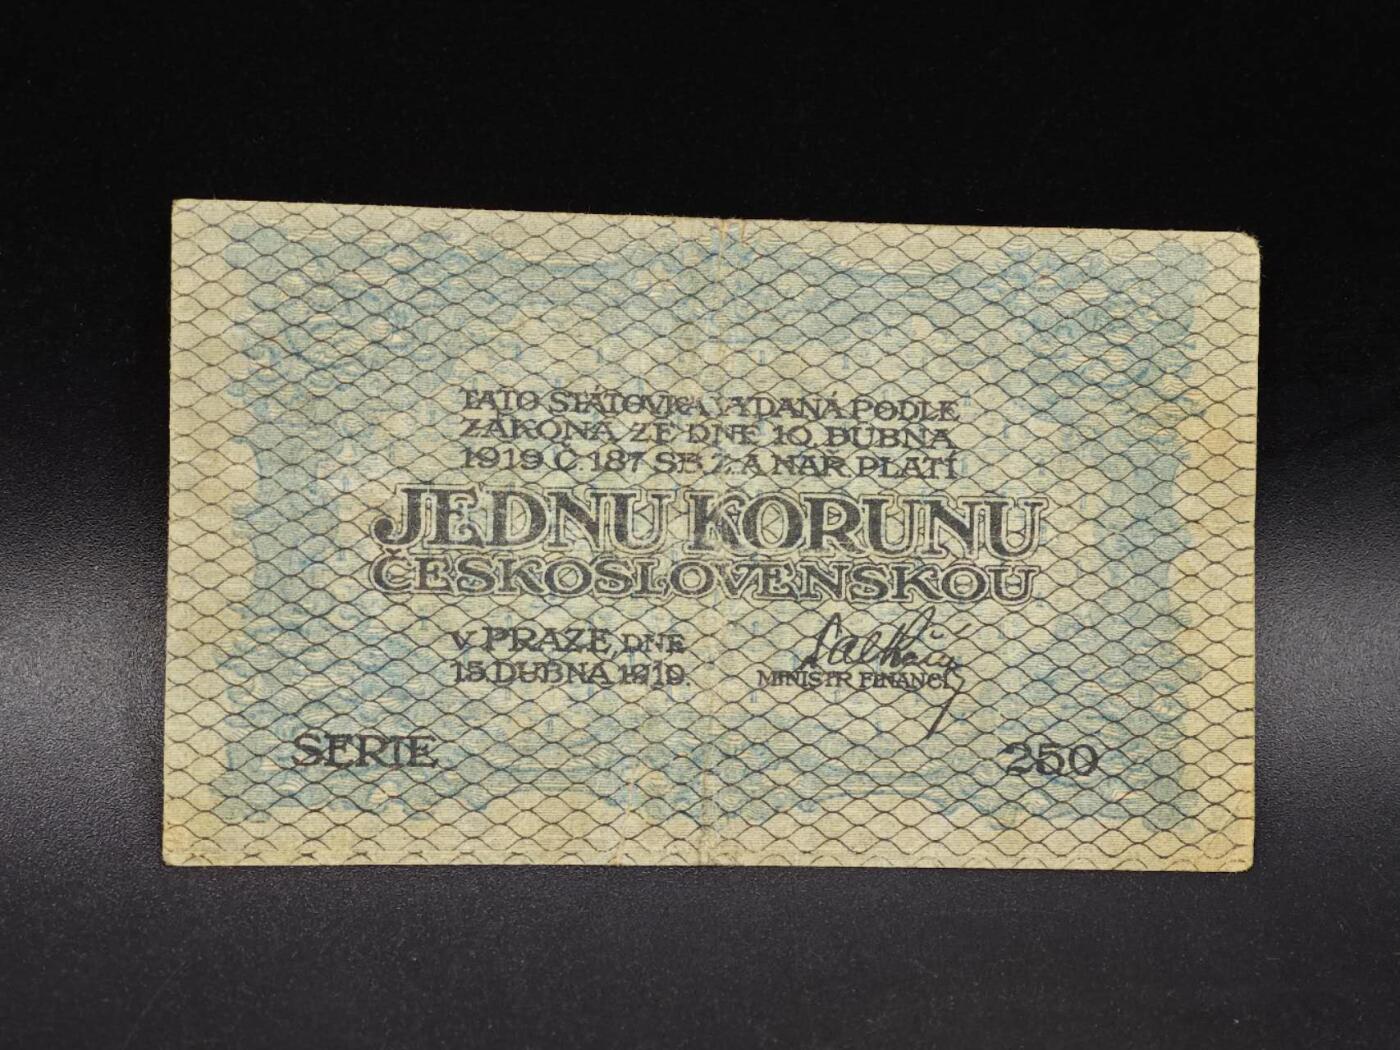 TATO STÁTOVKA VYDANÁ PODLE
ZÁKONA ZE DNE 10. DUBNA
1919 Č. 187 SB. Z. A NAŘ. PLATÍ
JEDNU KORUNU
ČESKOSLOVENSKOU
V PRAZE, DNE
15. DUBNA 1919.
MINISTR FINANCÍ
SERIE
250